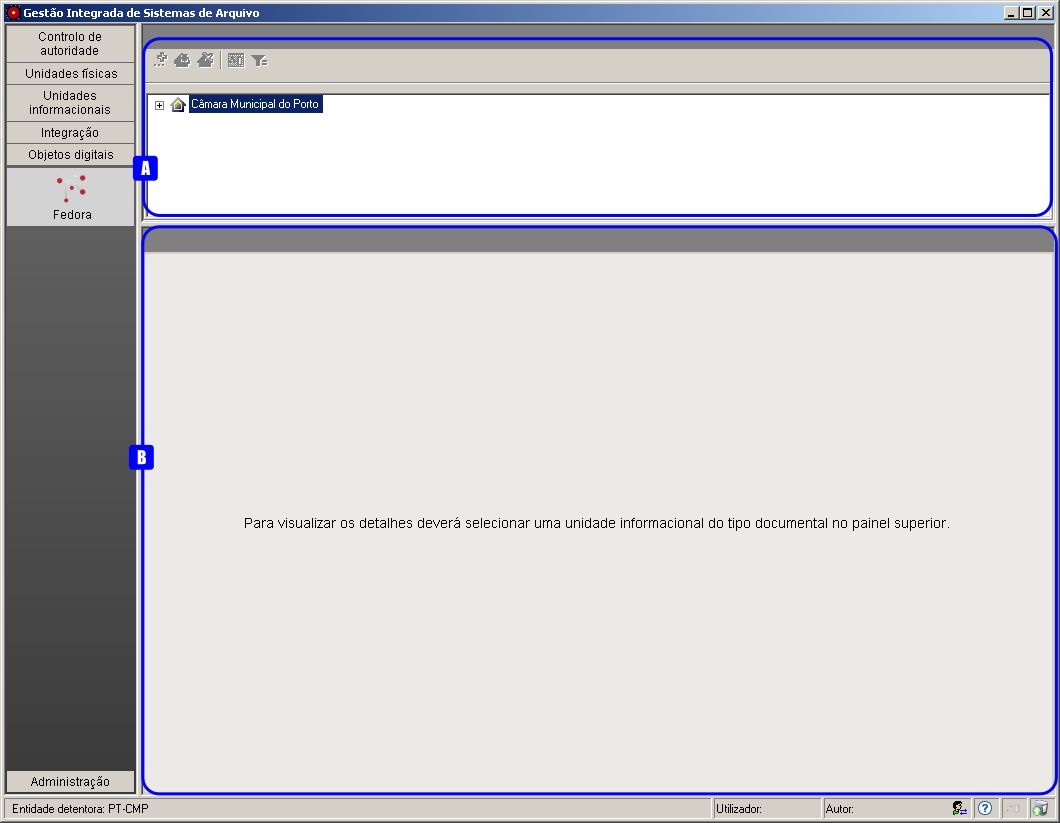 Gestão Integrada de Sistemas de Arquivo
Controlo de
autoridade
Unidades físicas
Unidades
informacionais
Integração
Objetos digitais
Fedora
Câmara Municipal do Porto
A
B
Para visualizar os detalhes deverá selecionar uma unidade informacional do tipo documental no painel superior.
Administração
Entidade detentora: PT-CMP
Utilizador:
Autor: